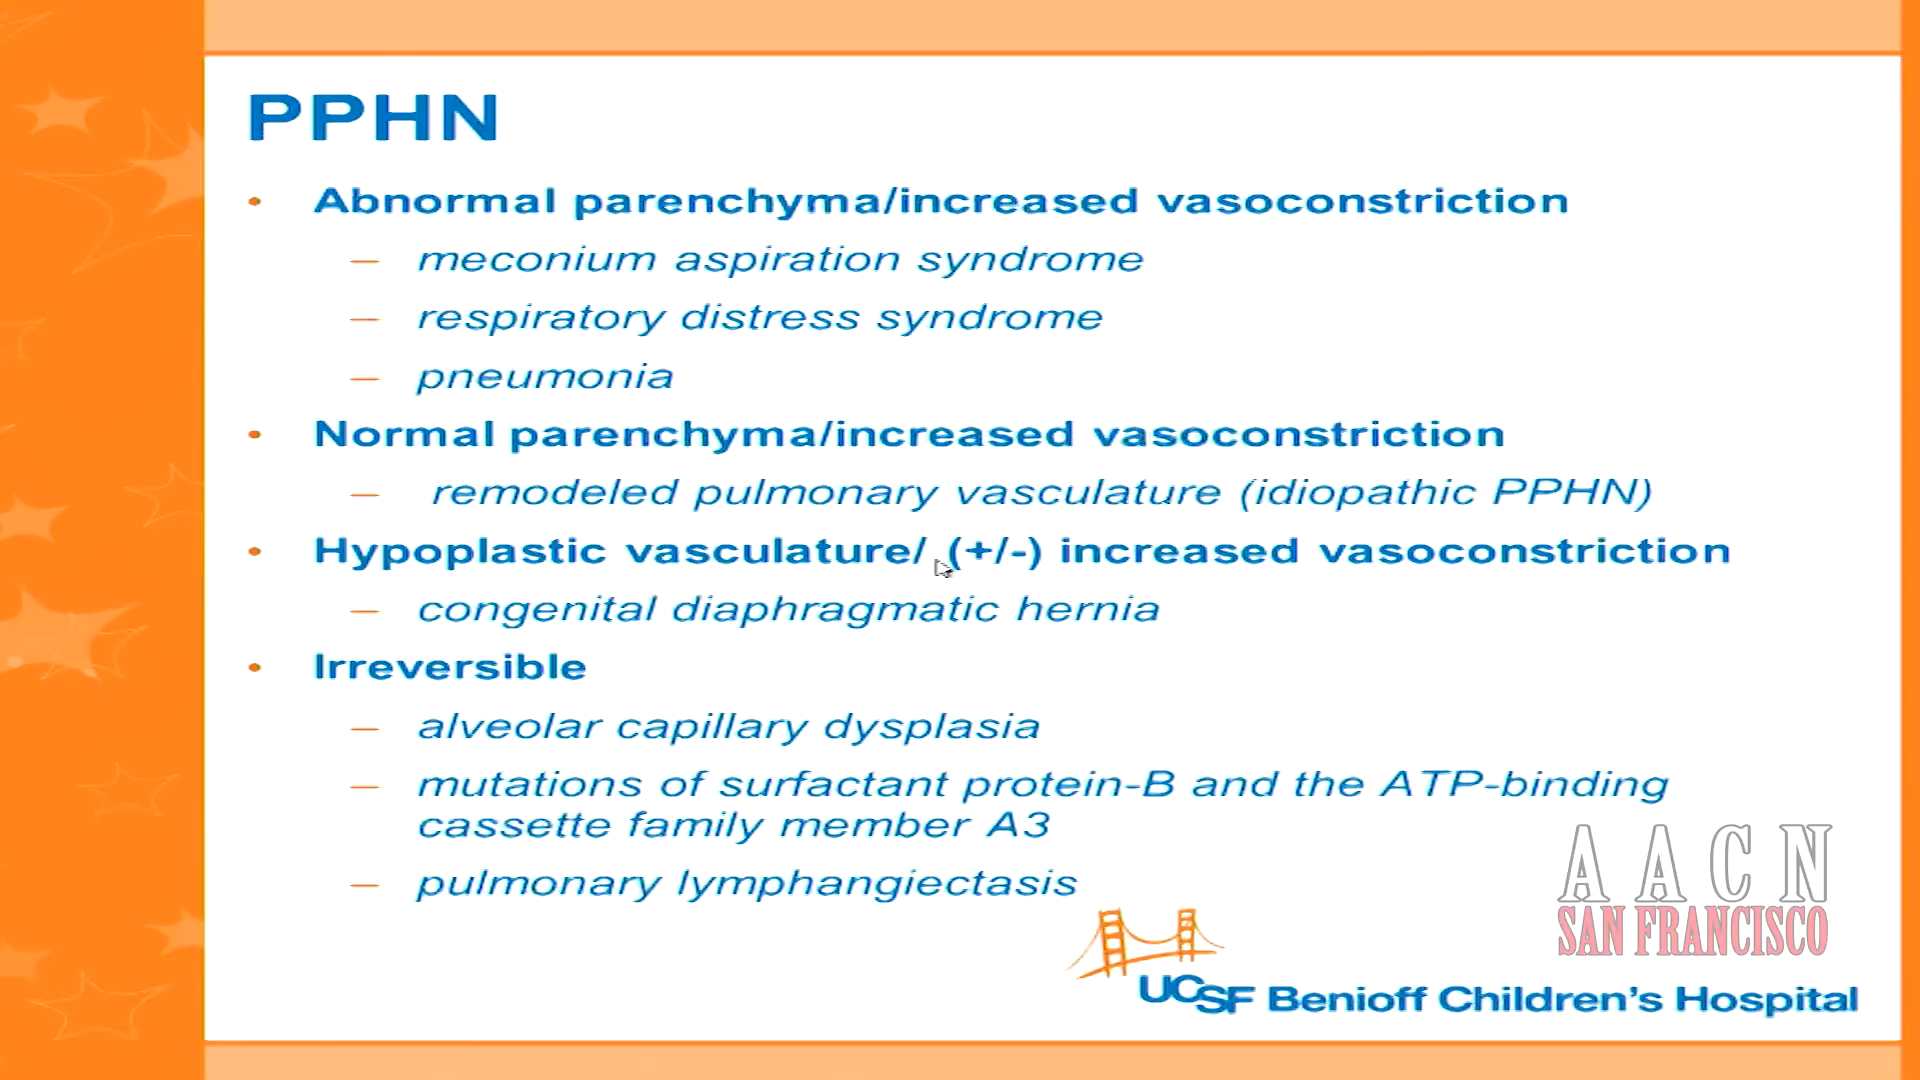 PPHN
• Abnormal parenchyma/increased vasoconstriction
– meconium aspiration syndrome
– respiratory distress syndrome
– pneumonia
• Normal parenchyma/increased vasoconstriction
– remodeled pulmonary vasculature (idiopathic PPHN)
• Hypoplastic vasculature/ (+/-) increased vasoconstriction
– congenital diaphragmatic hernia
• Irreversible
– alveolar capillary dysplasia
– mutations of surfactant protein-B and the ATP-binding
cassette family member A3
– pulmonary lymphangiectasis
AACN
SAN FRANCISCO
UCSF Benioff Children's Hospital